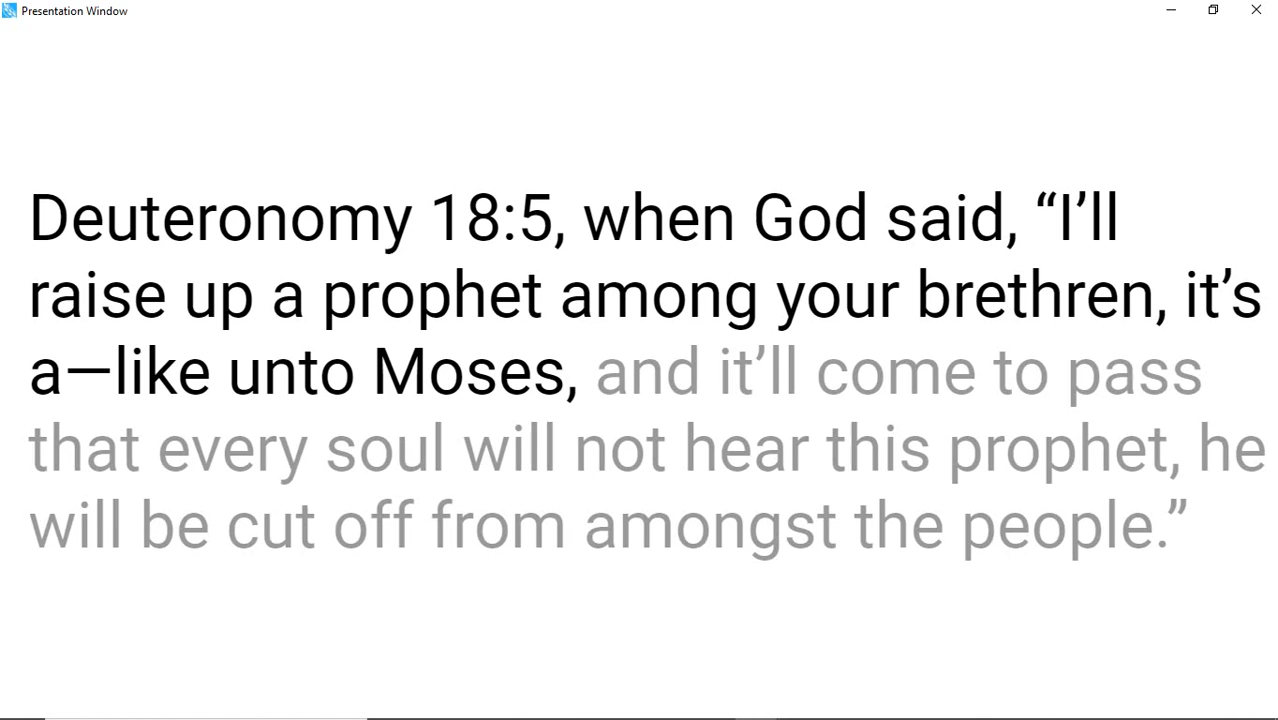 Presentation Window
Deuteronomy 18:5, when God said, “I’ll
raise up a prophet among your brethren, it’s
a—like unto Moses, and it’ll come to pass
that every soul will not hear this prophet, he
will be cut off from amongst the people.”